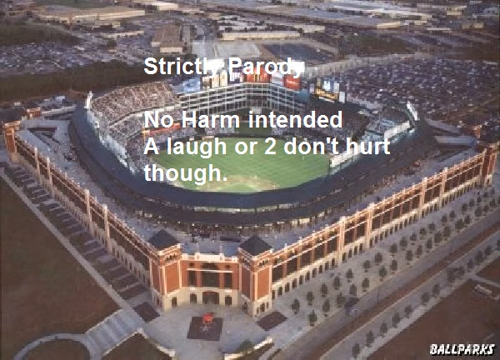 Strictly Parody
No Harm intended
A laugh or 2 don't hurt
though.
BALLPARKS